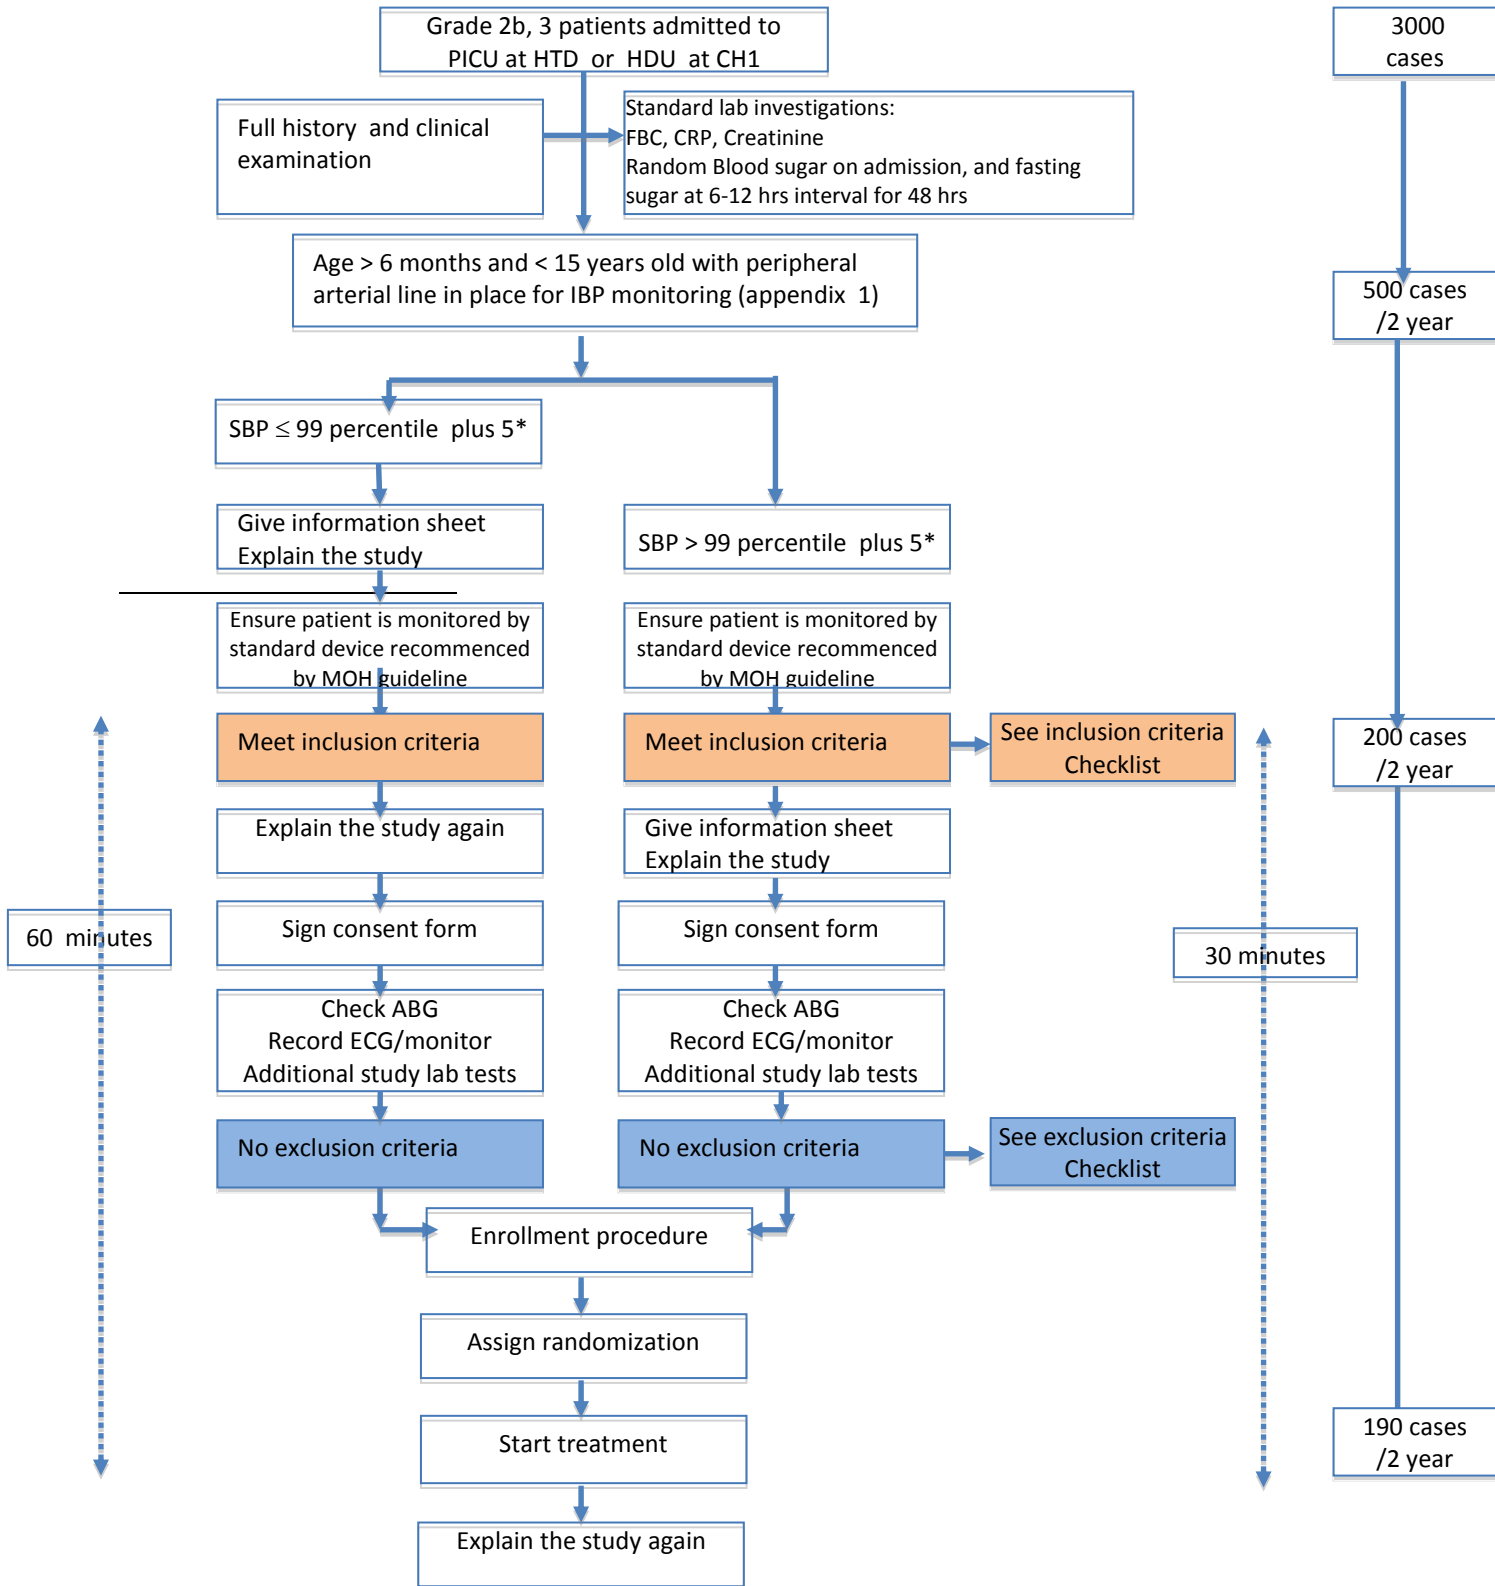 Grade 2b, 3 patients admitted to
PICU at HTD or HDU at CH1
3000
cases
Full history and clinical
examination
Standard lab investigations:
FBC, CRP, Creatinine
Random Blood sugar on admission, and fasting
sugar at 6-12 hrs interval for 48 hrs
Age > 6 months and < 15 years old with peripheral
arterial line in place for IBP monitoring (appendix 1)
500 cases
/2 year
SBP ≤ 99 percentile plus 5*
Give information sheet
Explain the study
SBP > 99 percentile plus 5*
Ensure patient is monitored by
standard device recommenced
by MOH guideline
Ensure patient is monitored by
standard device recommenced
by MOH guideline
Meet inclusion criteria
Meet inclusion criteria
See inclusion criteria
Checklist
200 cases
/2 year
Explain the study again
Give information sheet
Explain the study
60 minutes
Sign consent form
Sign consent form
30 minutes
Check ABG
Record ECG/monitor
Additional study lab tests
Check ABG
Record ECG/monitor
Additional study lab tests
No exclusion criteria
No exclusion criteria
See exclusion criteria
Checklist
Enrollment procedure
Assign randomization
Start treatment
190 cases
/2 year
Explain the study again